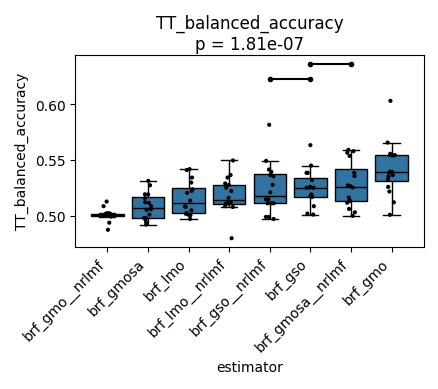 TT_balanced_accuracy
p = 1.81e-07
TT_balanced_accuracy
0.60
0.55
0.50
brf_gmo__nrlmf
brf_gmosa
brf_lmo
brf_lmo__nrlmf
brf_gso__nrlmf
brf_gso
brf_gmosa__nrlmf
brf_gmo
estimator